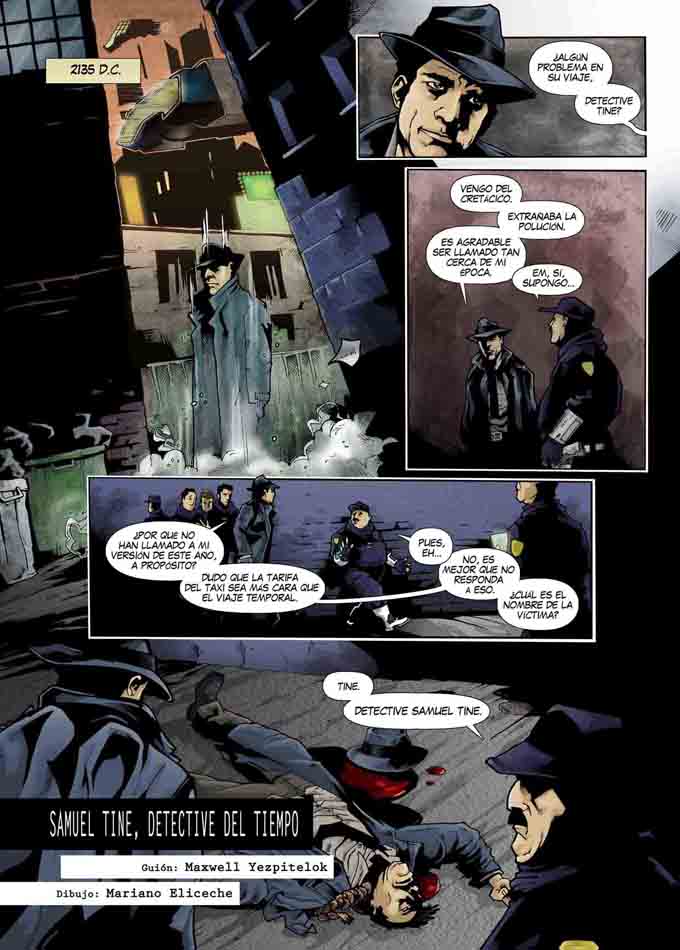 2135 D.C.
¿ALGÚN
PROBLEMA EN
SU VIAJE,
DETECTIVE
TINE?
VENGO DEL
CRETÁCICO.
EXTRAÑABA LA
POLUCIÓN.
ES AGRADABLE
SER LLAMADO TAN
CERCA DE MI
ÉPOCA.
EM, SÍ,
SUPONGO...
¿POR QUE NO
HAN LLAMADO A MI
VERSIÓN DE ESTE AÑO,
A PROPÓSITO?
DUDO QUE LA TARIFA
DEL TAXI SEA MÁS CARA QUE
EL VIAJE TEMPORAL.
PUES,
EH...
NO, ES
MEJOR QUE NO
RESPONDA
A ESO.
¿CUÁL ES EL
NOMBRE DE LA
VÍCTIMA?
TINE.
DETECTIVE SAMUEL TINE.
SAMUEL TINE, DETECTIVE DEL TIEMPO
Guión: Maxwell Yezpitelok
Dibujo: Mariano Eliceche